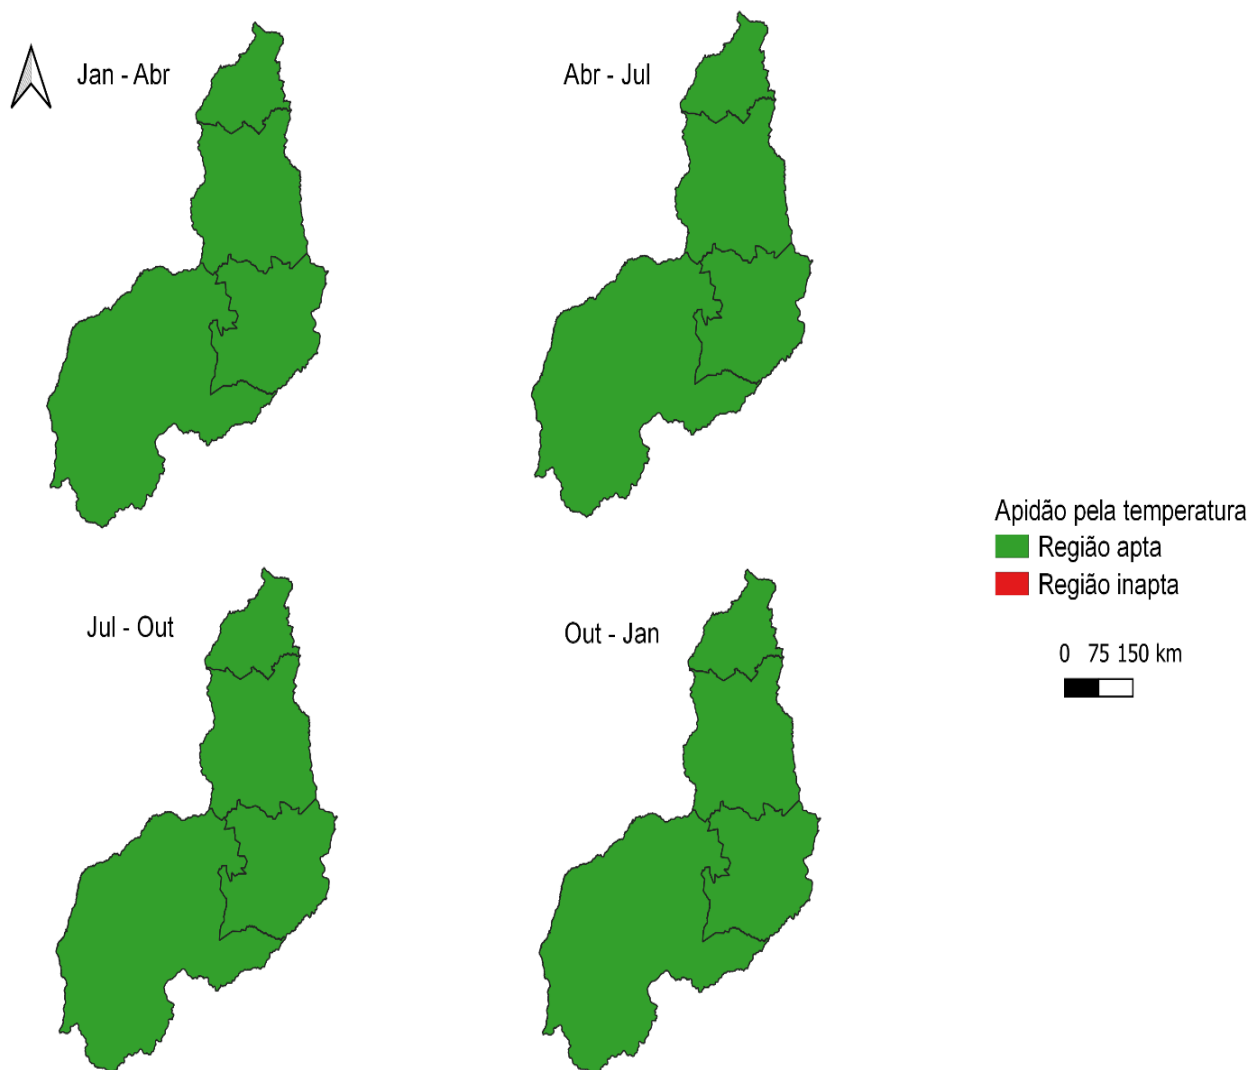 Jan - Abr
Abr - Jul
Apidão pela temperatura
Região apta
Região inapta
Jul - Out
Out - Jan
0 75 150 km